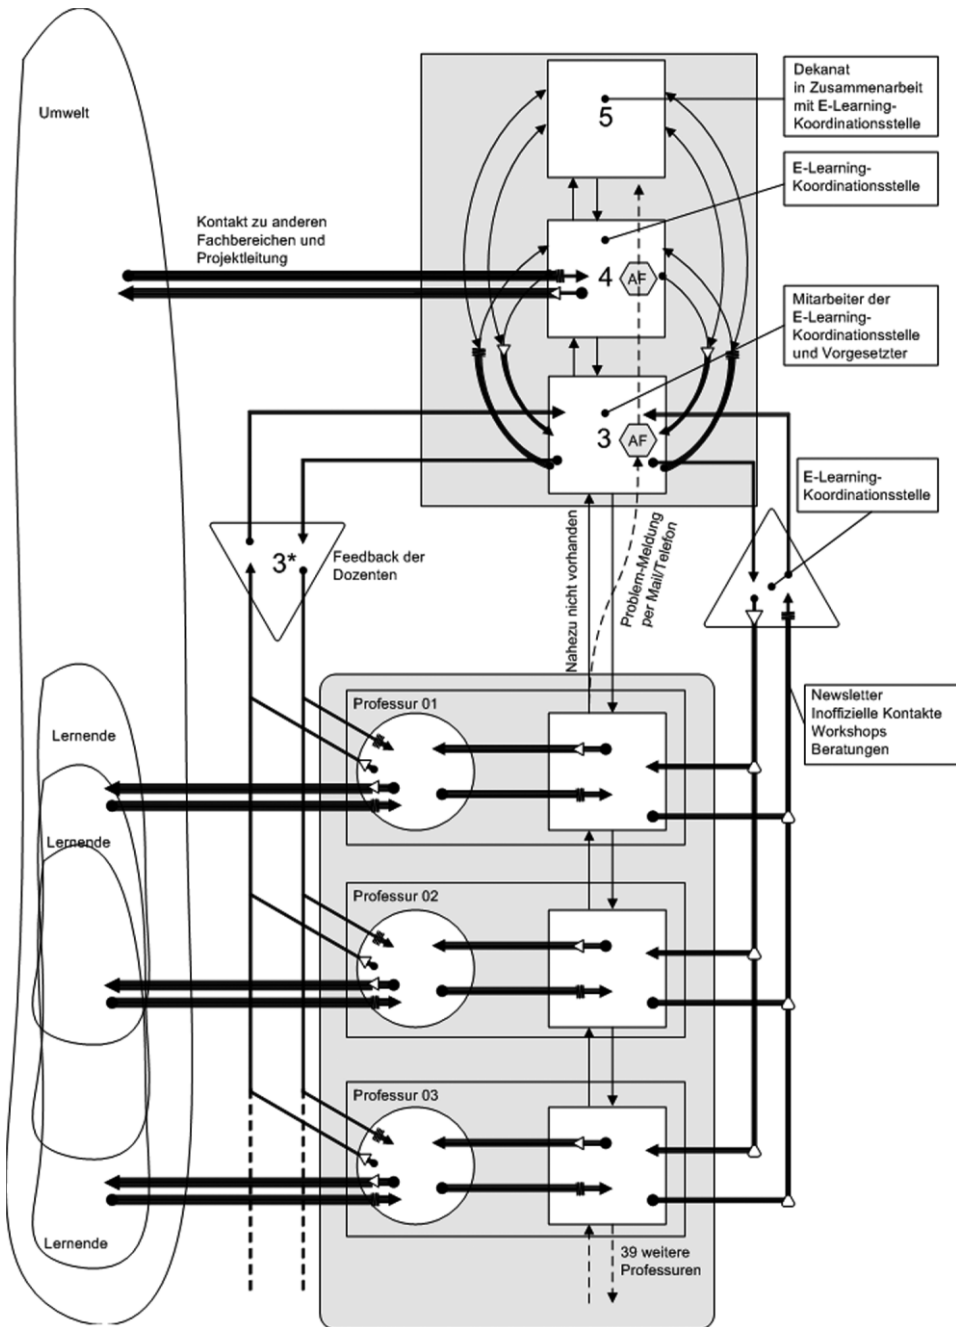 Umwelt
Kontakt zu anderen
Fachbereichen und
Projektleitung
5
4
AF
3
AF
Dekanat
in Zusammenarbeit
mit E-Learning-
Koordinationsstelle
E-Learning-
Koordinationsstelle
Mitarbeiter der
E-Learning-
Koordinationsstelle
und Vorgesetzter
E-Learning-
Koordinationsstelle
3*
Feedback der
Dozenten
Nahezu nicht vorhanden
Problem-Meldung
per Mail/Telefon
Newsletter
Inoffizielle Kontakte
Workshops
Beratungen
Lernende
Lernende
Lernende
Professur 01
Professur 02
Professur 03
39 weitere
Professuren